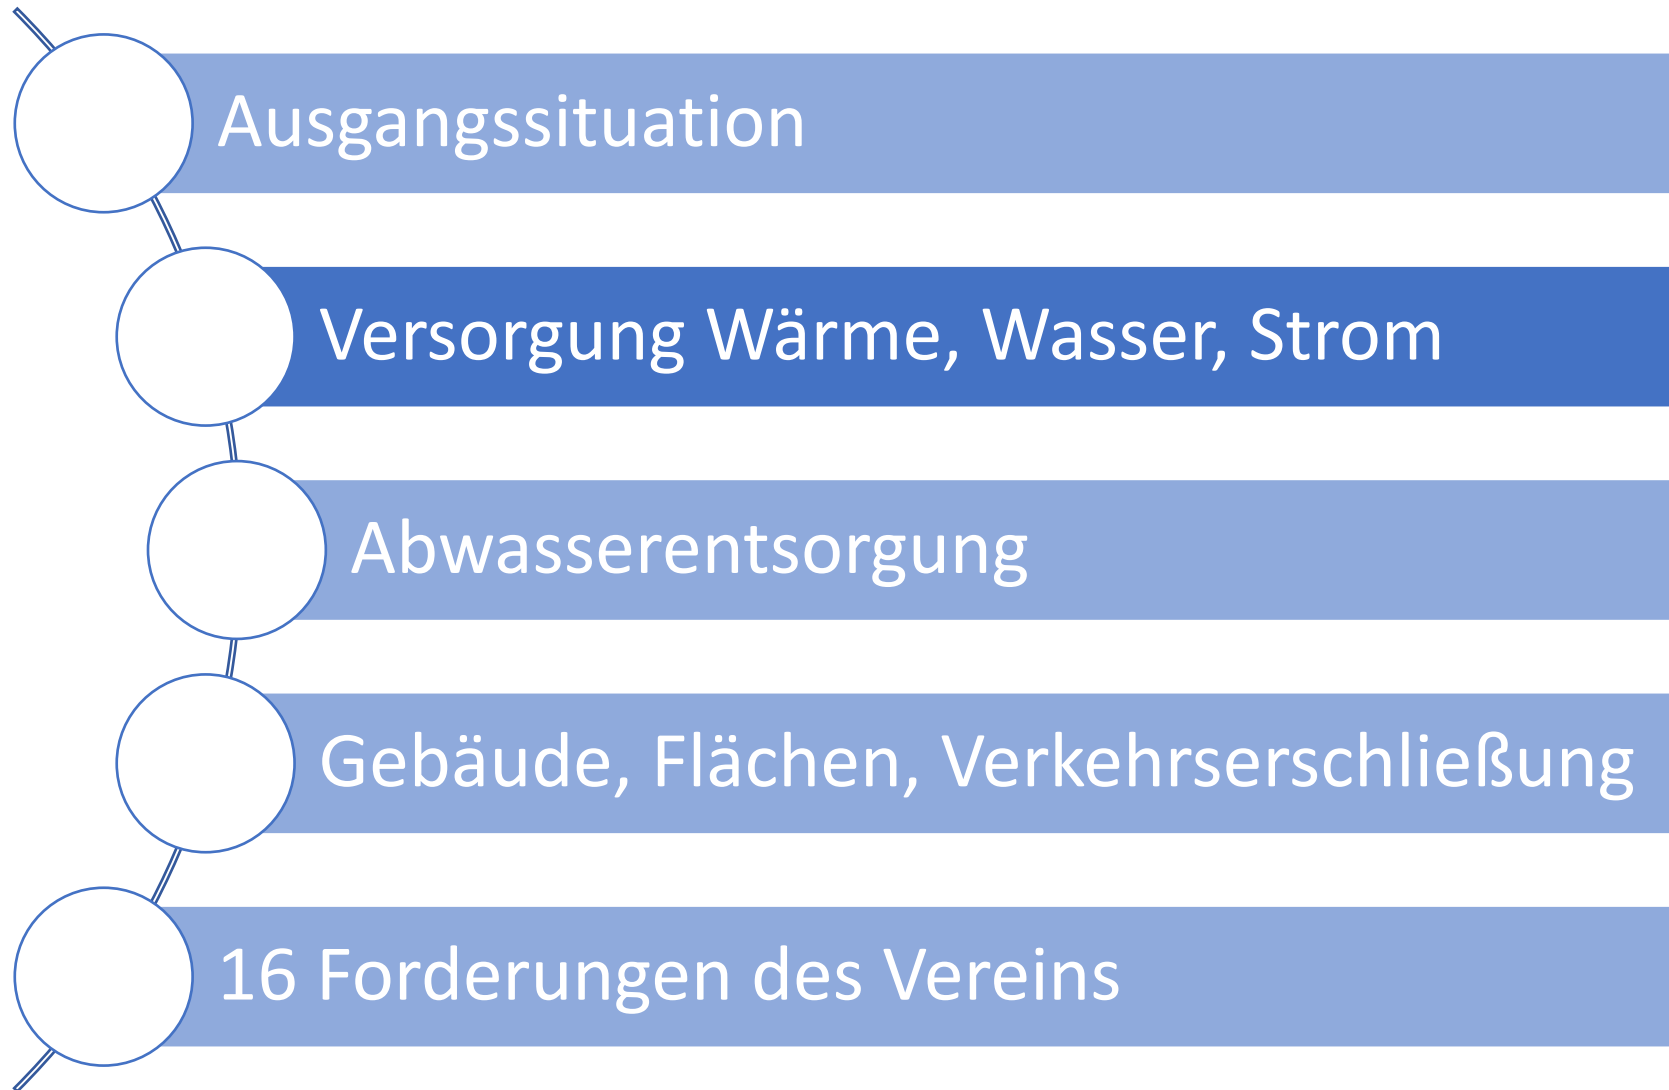 Ausgangssituation
Versorgung Wärme, Wasser, Strom
Abwasserentsorgung
Gebäude, Flächen, Verkehrserschließung
16 Forderungen des Vereins